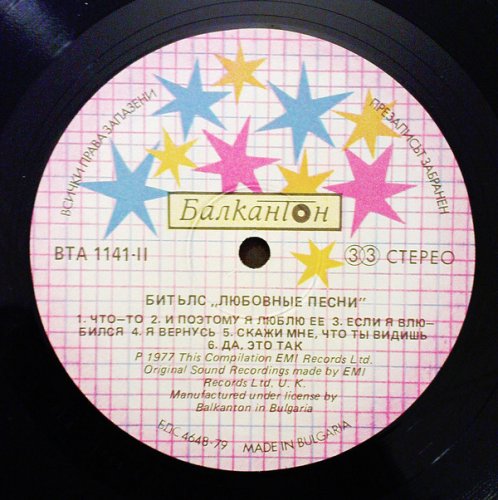 ВСИЧКИ ПРАВА ЗАПАЗЕНИ
ПРЕЗАПИСЪТ ЗАБРАНЕН
БалканТон
ВТА 1141-II
33 СТЕРЕО
БИТЪЛС „ЛЮБОВНЫЕ ПЕСНИ"
1. ЧТО—ТО 2. И ПОЭТОМУ Я ЛЮБЛЮ ЕЕ 3. ЕСЛИ Я ВЛЮ—
БИЛСЯ 4. Я ВЕРНУСЬ 5. СКАЖИ МНЕ, ЧТО ТЫ ВИДИШЬ
6. ДА, ЭТО ТАК
P 1977 This Compilation EMI Records Ltd.
Original Sound Recordings made by EMI
Records Ltd. U. K.
Manufactured under license by
Balkanton in Bulgaria
БДС 4648-79 MADE IN BULGARIA